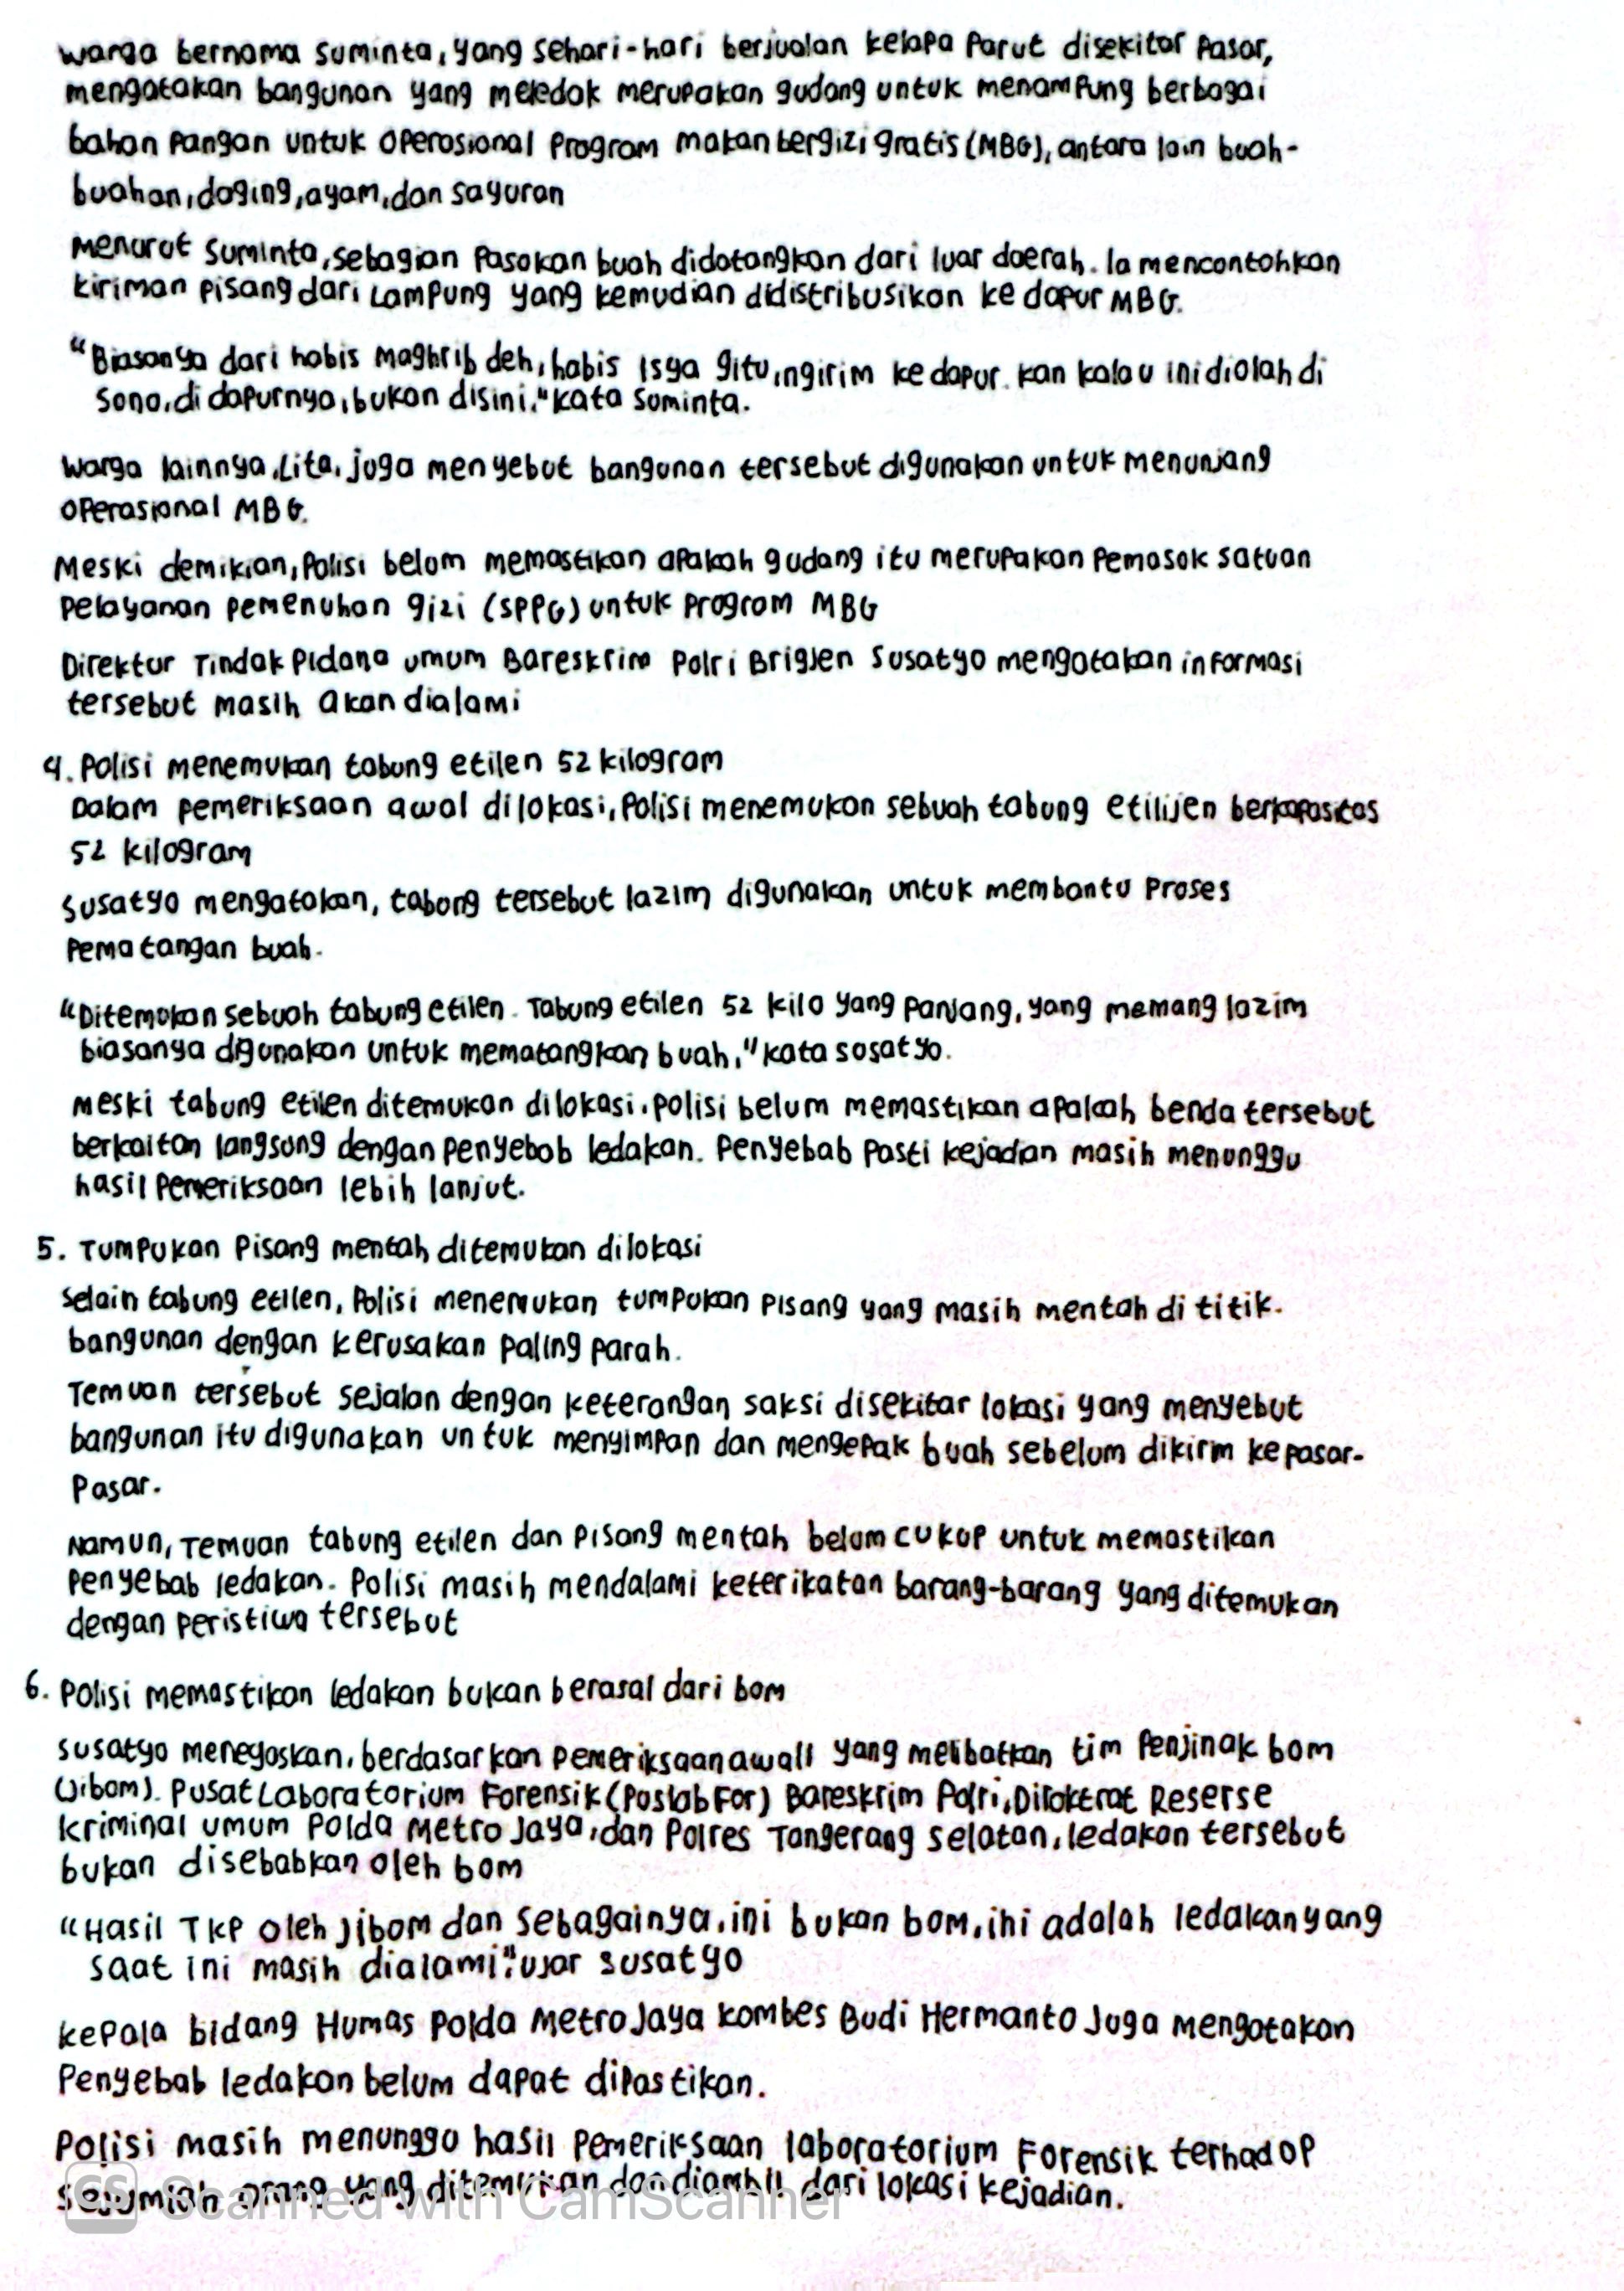 warga bernama Suminta, yang sehari-hari berjualan kelapa Parut disekitar Pasar,
mengatakan bangunan yang meledak merupakan gudang untuk menampung berbagai
bahan Pangan untuk operasional Program makan bergizi gratis (MBG), antara lain buah-
buahan, daging, ayam, dan sayuran
menurut Suminta, sebagian Pasokan buah didatangkan dari luar daerah. Ia mencontohkan
kiriman Pisang dari Lampung yang kemudian didistribusikan ke dapur MBG.
"Biasanya dari habis Maghrib deh, habis Isya gitu, ngirim ke dapur. kan kalau ini diolah di
Sono, di dapurnya, bukan disini," kata Suminta.
Warga lainnya, Lita, juga menyebut bangunan tersebut digunakan untuk menunjang
operasional MBG.
Meski demikian, Polisi belum memastikan apakah gudang itu merupakan Pemasok satuan
Pelayanan Pemenuhan gizi (SPPG) untuk Program MBG
Direktur Tindak Pidana umum Bareskrim Polri Brigjen Susatyo mengatakan informasi
tersebut masih akan dialami
4. Polisi menemukan tabung etilen 52 kilogram
Dalam Pemeriksaan awal dilokasi, Polisi menemukan sebuah tabung etilijen berkapasitas
52 kilogram
Susatyo mengatakan, tabung tersebut lazim digunakan untuk membantu Proses
Pematangan buah.
"Ditemukan sebuah tabung etilen. Tabung etilen 52 kilo yang Panjang, yang memang lazim
biasanya digunakan untuk mematangkan buah," kata sosatyo.
Meski tabung etilen ditemukan dilokasi, Polisi belum memastikan apakah benda tersebut
berkaitan langsung dengan Penyebab ledakan. Penyebab Pasti kejadian masih menunggu
hasil Pemeriksaan lebih lanjut.
5. Tumpukan Pisang mentah ditemukan dilokasi
Selain tabung etilen, Polisi menemukan tumpukan Pisang yang masih mentah di titik.
bangunan dengan kerusakan Paling Parah.
Temuan tersebut sejalan dengan keterangan saksi disekitar lokasi yang menyebut
bangunan itu digunakan untuk menyimpan dan mengepak buah sebelum dikirim ke Pasar-
Pasar.
Namun, Temuan tabung etilen dan Pisang mentah belum cukup untuk memastikan
Penyebab ledakan. Polisi masih mendalami keterikatan barang-barang yang ditemukan
dengan Peristiwa tersebut
6. Polisi memastikan ledakan bukan berasal dari bom
Susatyo menegaskan, berdasarkan Pemeriksaan awall yang melibatkan tim Penjinak bom
(Jibom). Pusat Laboratorium Forensik (Puslabfor) Bareskrim Polri, Direktrat Reserse
kriminal umum Polda Metro Jaya, dan Polres Tangerang Selatan, ledakan tersebut
bukan disebabkan oleh bom
"Hasil TKP oleh Jibom dan sebagainya, ini bukan bom, ini adalah ledakan yang
saat ini masih dialami", ujar Susatyo
kepala bidang Humas Polda Metro Jaya Kombes Budi Hermanto Juga Mengatakan
Penyebab ledakan belum dapat dipastikan.
Polisi masih menunggu hasil Pemeriksaan laboratorium Forensik terhadap
sejumlah orang yang ditemukan dan diambil dari lokasi kejadian.
CS Scanned with CamScanner